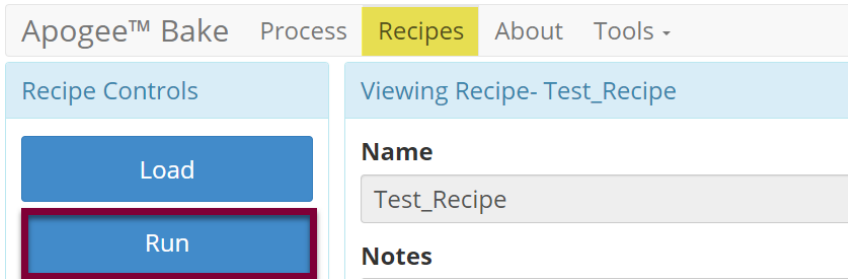 Apogee™ Bake Process Recipes About Tools
Recipe Controls
Viewing Recipe- Test_Recipe
Load
Run
Name
Test_Recipe
Notes